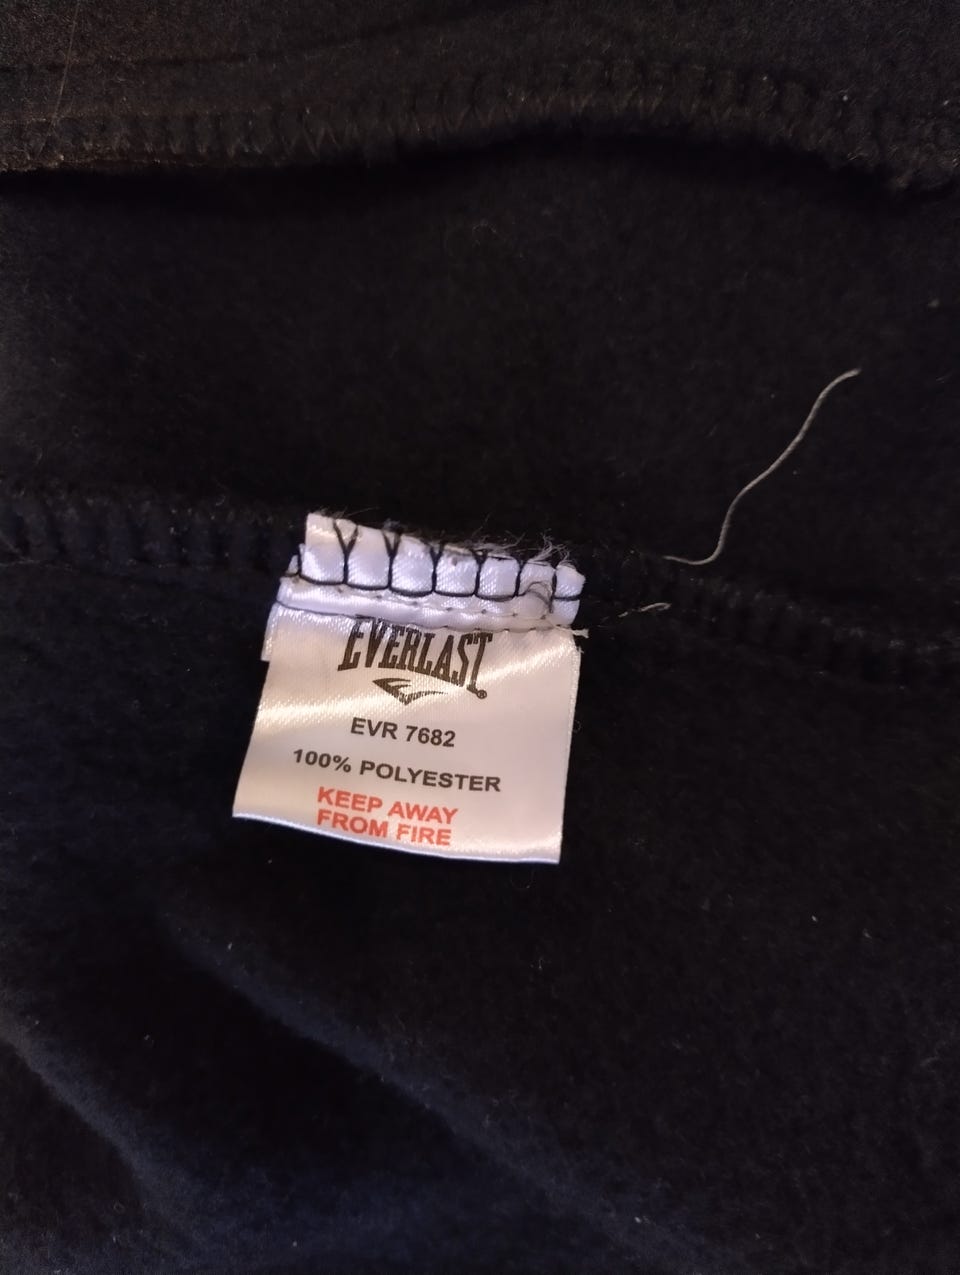 EVERLAST®
EVR 7682
100% POLYESTER
KEEP AWAY
FROM FIRE